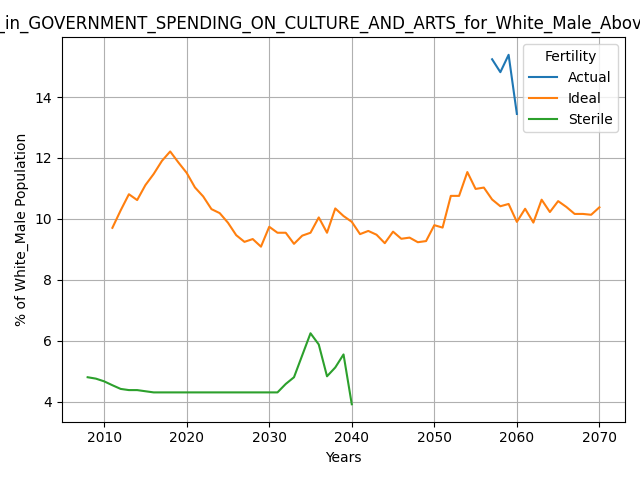 _in_GOVERNMENT_SPENDING_ON_CULTURE_AND_ARTS_for_White_Male_Abov
Fertility
Actual
Ideal
Sterile
% of White_Male Population
14
12
10
8
6
4
2010 2020 2030 2040 2050 2060 2070
Years